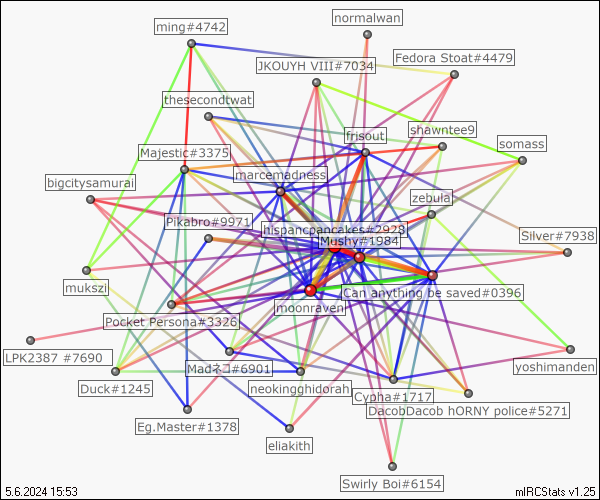 normalwan
ming#4742
Fedora Stoat#4479
JKOUYH VIII#7034
thesecondtwat
shawntee9
frisout
somass
Majestic#3375
marcemadness
bigcitysamurai
zebula
Pikabro#9971
hispancpancakes#2928
Silver#7938
Mushy#1984
mukszi
Can anything be saved#0396
moonraven
Pocket Persona#3326
LPK2387 #7690
yoshimanden
Madネコ#6901
Duck#1245
neokingghidorah
Cypha#1717
DacobDacob hORNY police#5271
Eg.Master#1378
eliakith
Swirly Boi#6154
5.6.2024 15:53
mIRCStats v1.25